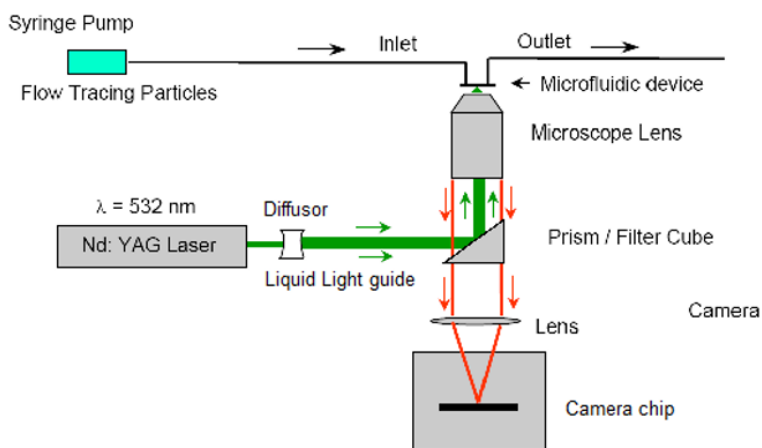 Syringe Pump
Inlet
Outlet
Flow Tracing Particles
Microfluidic device
Microscope Lens
λ = 532 nm
Diffusor
Nd: YAG Laser
Prism / Filter Cube
Liquid Light guide
Lens
Camera
Camera chip